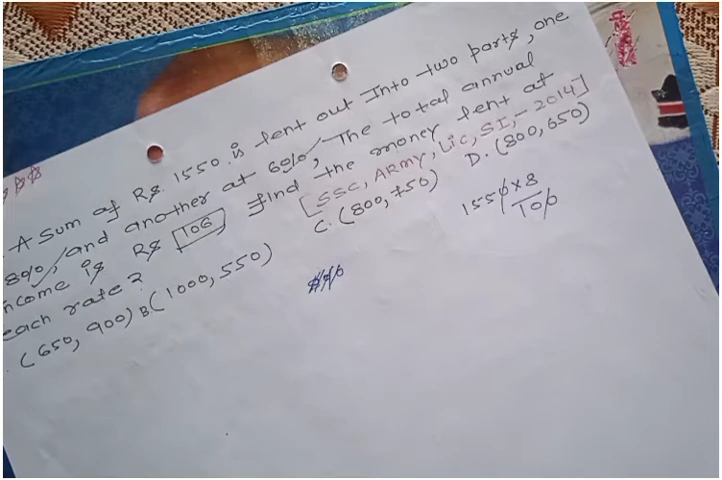 A Sum of Rs. 1550 is lent out Into two parts, one
8%, and another at 6%, The total annual
ncome is Rs 106 find the money lent at
each rate? [SSC, ARMY, Lic, SI, - 2014]
(650, 900) B(1000, 550) C. (800, 750) D. (800, 650)
1550 x 8
100